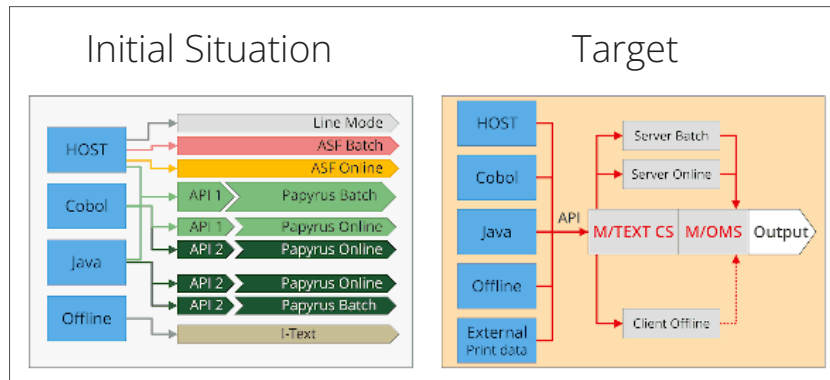 Initial Situation
Target
HOST
Cobol
Java
Offline
Line Mode
ASF Batch
ASF Online
API 1 Papyrus Batch
API 1 Papyrus Online
API 2 Papyrus Online
API 2 Papyrus Online
API 2 Papyrus Batch
I-Text
HOST
Cobol
Java
Offline
External
Print data
API
Server Batch
Server Online
M/TEXT CS M/OMS Output
Client Offline